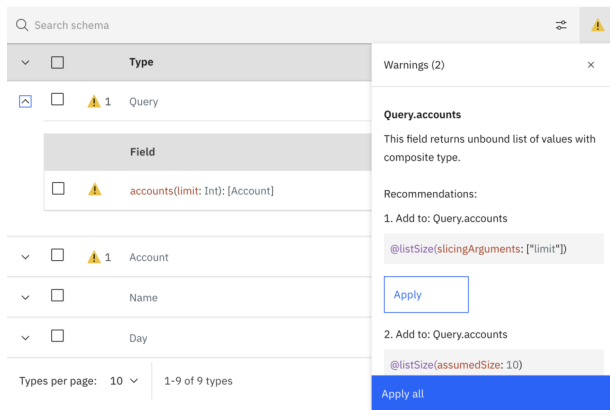 Search schema
Type
1 Query
Field
accounts(limit: Int): [Account]
1 Account
Name
Day
Types per page: 10 1-9 of 9 types
Warnings (2)
Query.accounts
This field returns unbound list of values with
composite type.
Recommendations:
1. Add to: Query.accounts
@listSize(slicingArguments: ["limit"])
Apply
2. Add to: Query.accounts
@listSize(assumedSize: 10)
Apply all